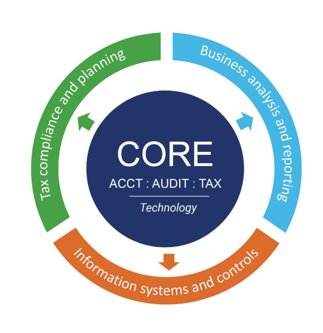 Tax compliance and planning
Business analysis and reporting
CORE
ACCT : AUDIT : TAX
Technology
Information systems and controls